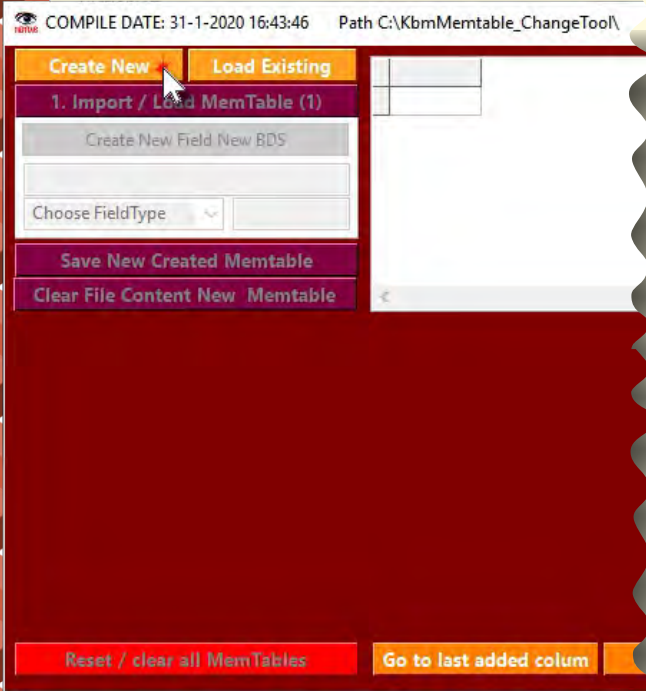 COMPILE DATE: 31-1-2020 16:43:46 Path C:\KbmMemtable_ChangeTool\
Create New Load Existing
1. Import / Load MemTable (1)
Create New Field New BDS
Choose FieldType
Save New Created Memtable
Clear File Content New Memtable
Reset / clear all MemTables Go to last added colum